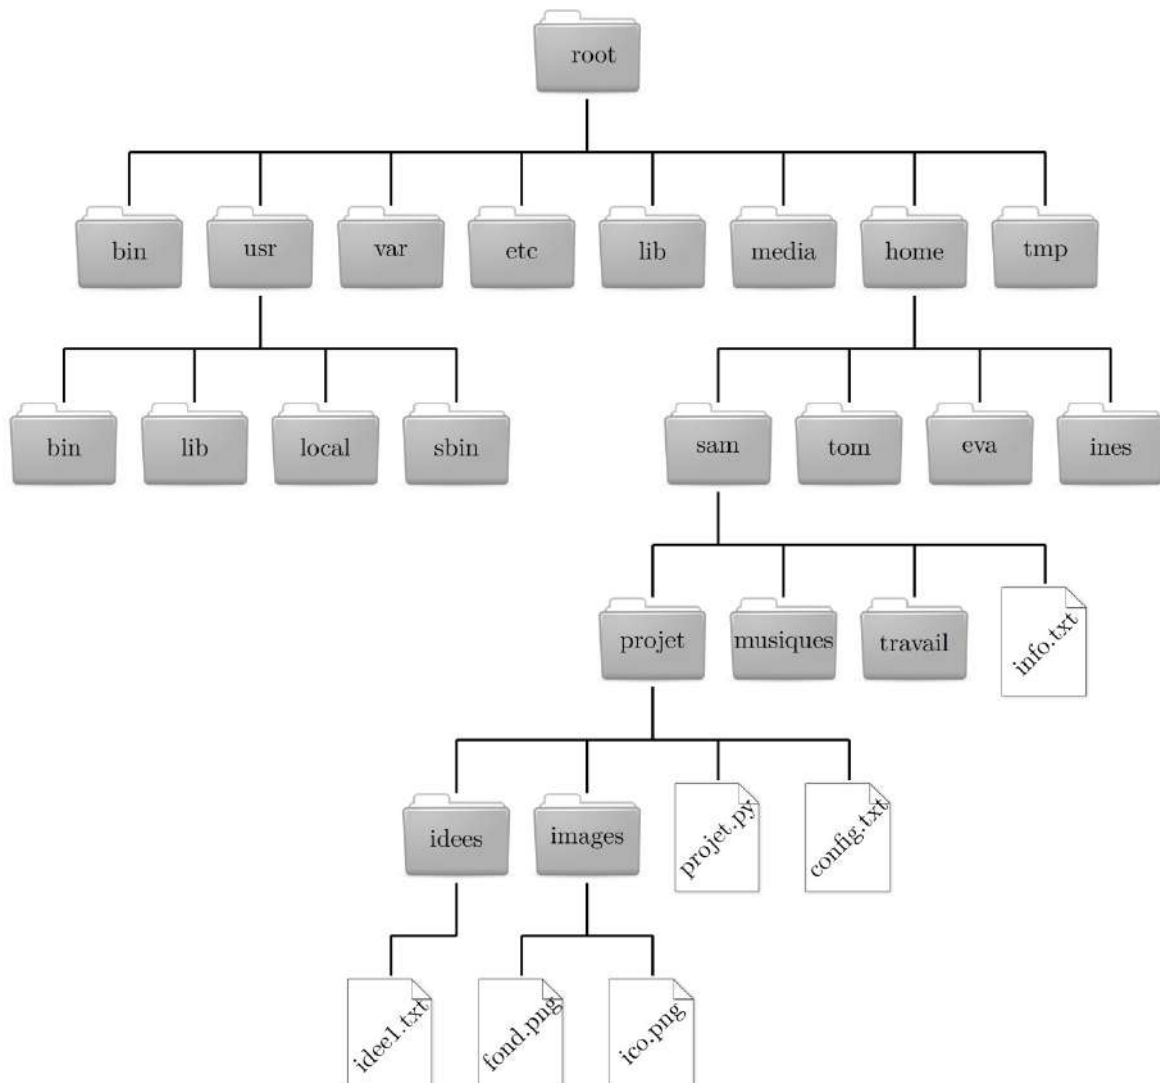 root
bin usr var etc lib media home tmp
bin lib local sbin sam tom eva ines
projet musiques travail info.txt
idees images projet.py config.txt
idee1.txt fond.png ico.png